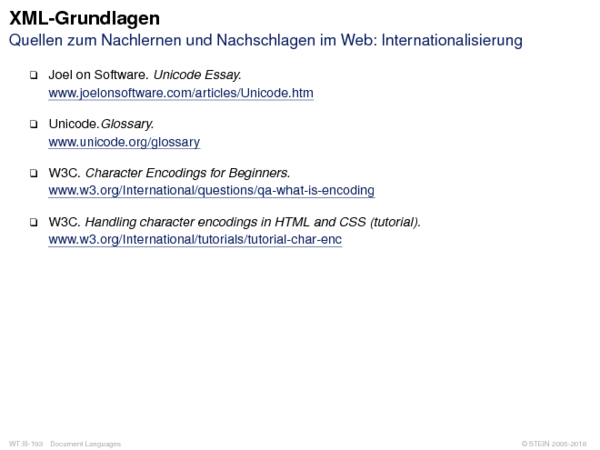 XML-Grundlagen
Quellen zum Nachlernen und Nachschlagen im Web: Internationalisierung
❑ Joel on Software. Unicode Essay.
www.joelonsoftware.com/articles/Unicode.htm
❑ Unicode.Glossary.
www.unicode.org/glossary
❑ W3C. Character Encodings for Beginners.
www.w3.org/International/questions/qa-what-is-encoding
❑ W3C. Handling character encodings in HTML and CSS (tutorial).
www.w3.org/International/tutorials/tutorial-char-enc
WT:III-193 Document Languages © STEIN 2005-2018